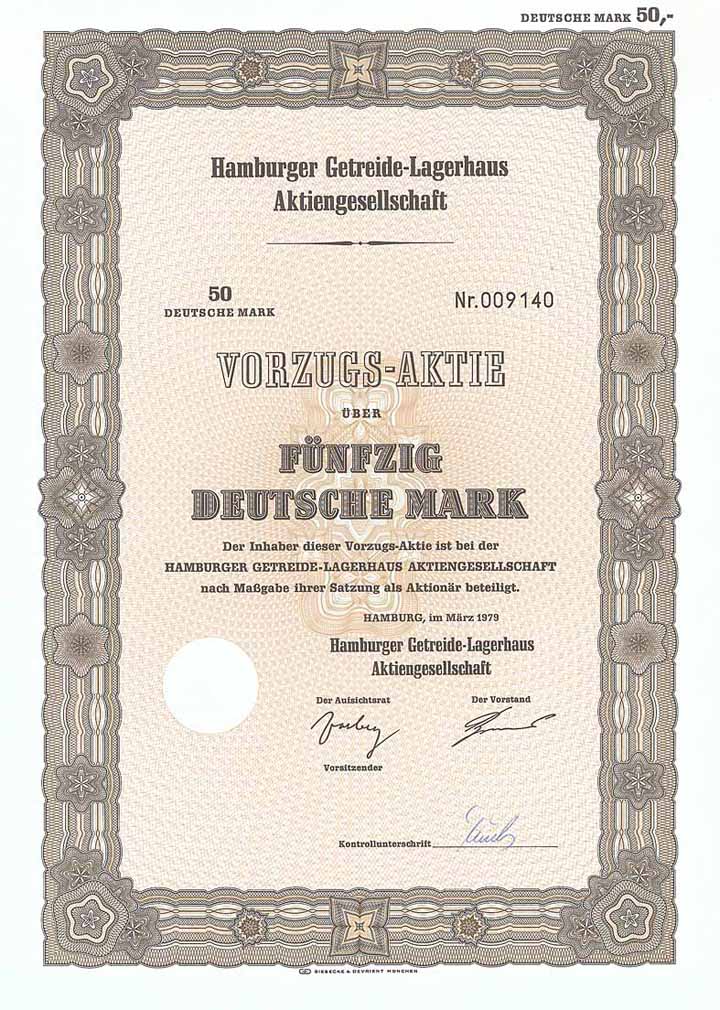 DEUTSCHE MARK 50,-
Hamburger Getreide-Lagerhaus
Aktiengesellschaft
50
DEUTSCHE MARK
Nr.009140
VORZUGS-AKTIE
ÜBER
FÜNFZIG
DEUTSCHE MARK
Der Inhaber dieser Vorzugs-Aktie ist bei der
HAMBURGER GETREIDE-LAGERHAUS AKTIENGESELLSCHAFT
nach Maßgabe ihrer Satzung als Aktionär beteiligt.
HAMBURG, im März 1979
Hamburger Getreide-Lagerhaus
Aktiengesellschaft
Der Aufsichtsrat
Der Vorstand
Vorsitzender
Kontrollunterschrift
GIESECKE & DEVRIENT MÜNCHEN